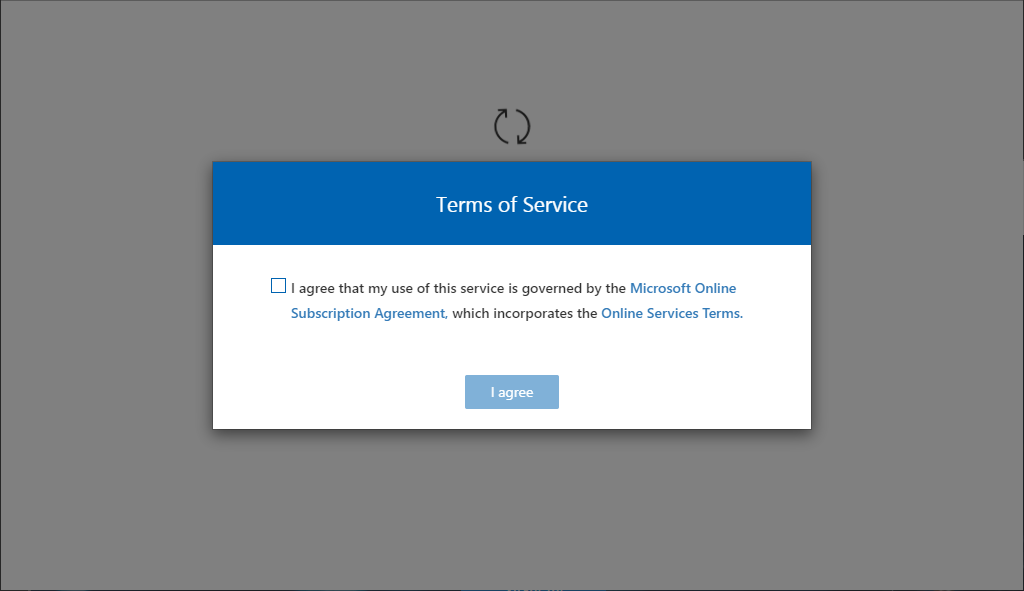 Terms of Service
I agree that my use of this service is governed by the Microsoft Online
Subscription Agreement, which incorporates the Online Services Terms.
I agree